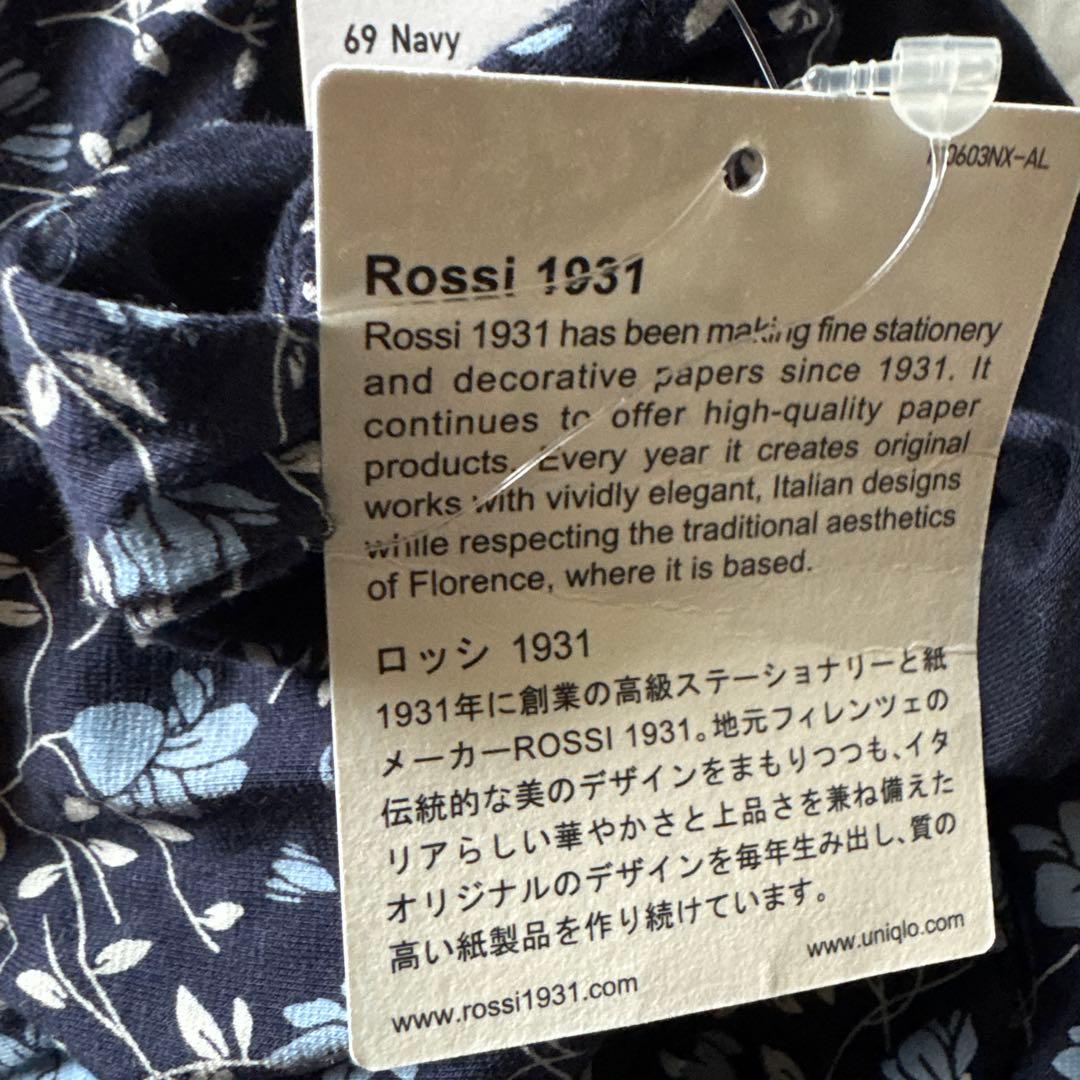 69 Navy
0603NX-AL
Rossi 1931
Rossi 1931 has been making fine stationery
and decorative papers since 1931. It
continues to offer high-quality paper
products. Every year it creates original
works with vividly elegant, Italian designs
while respecting the traditional aesthetics
of Florence, where it is based.
ロッシ 1931
1931年に創業の高級ステーショナリーと紙
メーカーROSSI 1931。地元フィレンツェの
伝統的な美のデザインをまもりつつも、イタ
リアらしい華やかさと上品さを兼ね備えた
オリジナルのデザインを毎年生み出し、質の
高い紙製品を作り続けています。
www.uniqlo.com
www.rossi1931.com